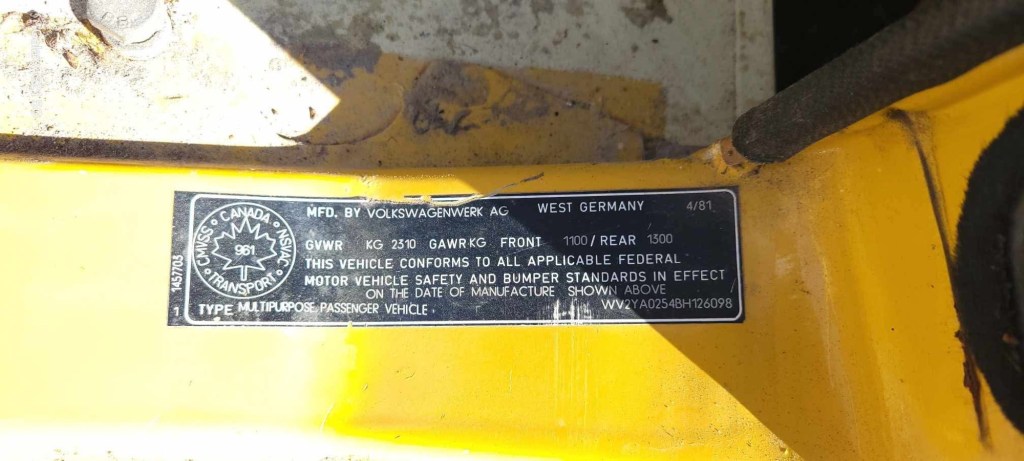 MFD. BY VOLKSWAGENWERK AG WEST GERMANY 4/81
CANADA
CMVSS
NSVAC
961
TRANSPORT
GVWR KG 2310 GAWR KG FRONT 1100/REAR 1300
THIS VEHICLE CONFORMS TO ALL APPLICABLE FEDERAL
MOTOR VEHICLE SAFETY AND BUMPER STANDARDS IN EFFECT
ON THE DATE OF MANUFACTURE SHOWN ABOVE
TYPE MULTIPURPOSE PASSENGER VEHICLE WV2YA0254BH126098
1 1457703